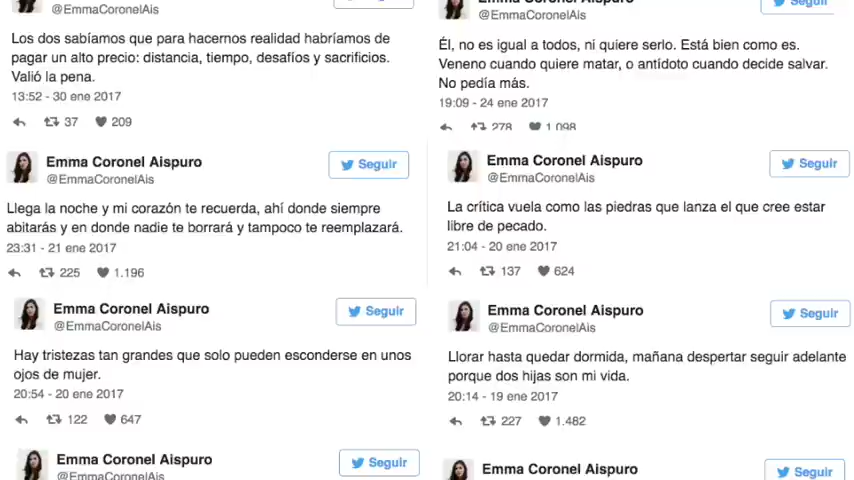 @EmmaCoronelAis
Los dos sabíamos que para hacernos realidad habríamos de
pagar un alto precio: distancia, tiempo, desafíos y sacrificios.
Valió la pena.
13:52 - 30 ene 2017
37 209
Emma Coronel Aispuro
Seguir
@EmmaCoronelAis
Llega la noche y mi corazón te recuerda, ahí donde siempre
abitarás y en donde nadie te borrará y tampoco te reemplazará.
23:31 - 21 ene 2017
225 1.196
Emma Coronel Aispuro
Seguir
@EmmaCoronelAis
Hay tristezas tan grandes que solo pueden esconderse en unos
ojos de mujer.
20:54 - 20 ene 2017
122 647
Emma Coronel Aispuro
Seguir
@EmmaCoronelAis
Emma Coronel Aispuro
Seguir
@EmmaCoronelAis
Él, no es igual a todos, ni quiere serlo. Está bien como es.
Veneno cuando quiere matar, o antídoto cuando decide salvar.
No pedía más.
19:09 - 24 ene 2017
278 1.098
Emma Coronel Aispuro
Seguir
@EmmaCoronelAis
La crítica vuela como las piedras que lanza el que cree estar
libre de pecado.
21:04 - 20 ene 2017
137 624
Emma Coronel Aispuro
Seguir
@EmmaCoronelAis
Llorar hasta quedar dormida, mañana despertar seguir adelante
porque dos hijas son mi vida.
20:14 - 19 ene 2017
227 1.482
Emma Coronel Aispuro
Seguir